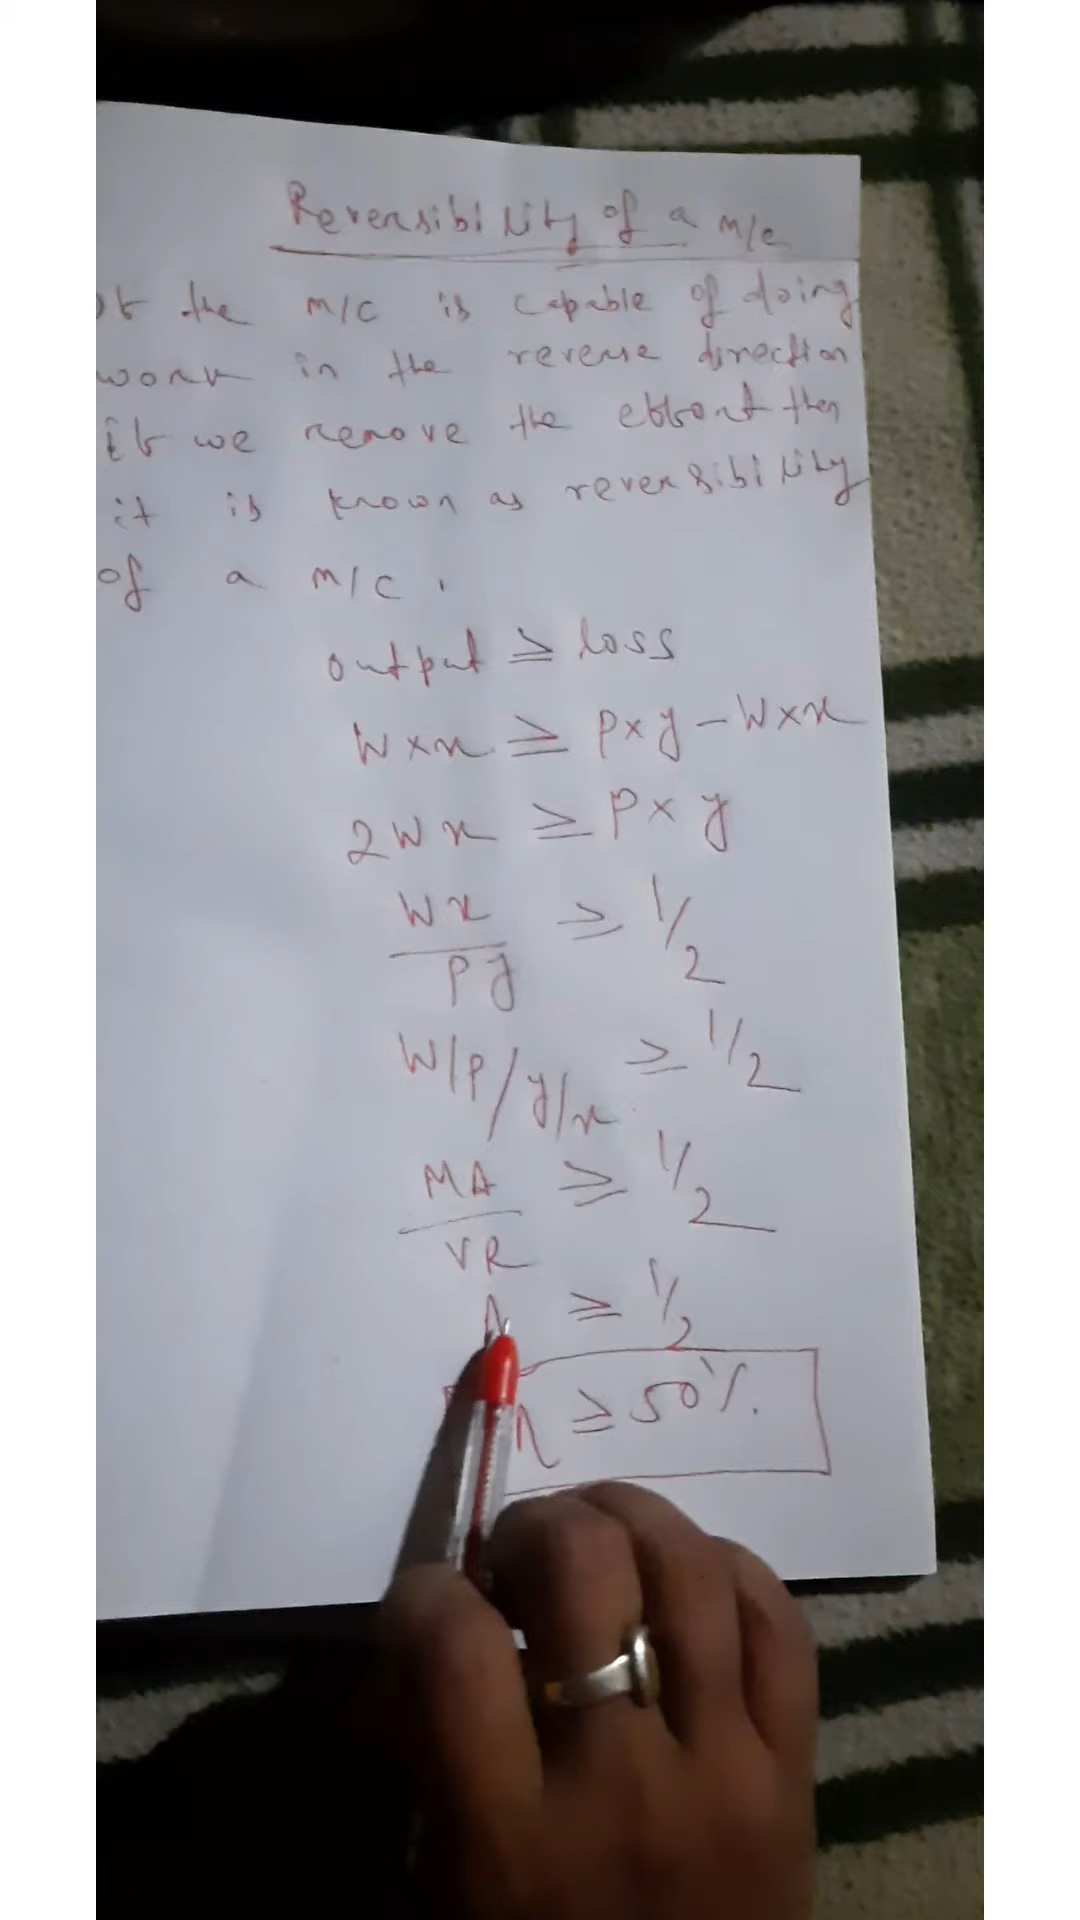 Reversibility of a m/c
If the m/c is capable of doing
work in the reverse direction
if we remove the effort then
it is known as reversibility
of a m/c.
output ≥ loss
W×x ≥ P×y - W×x
2Wx ≥ P×y
Wx/Py ≥ 1/2
W/P/y/x ≥ 1/2
MA/VR ≥ 1/2
≥ 1/2
η ≥ 50%.